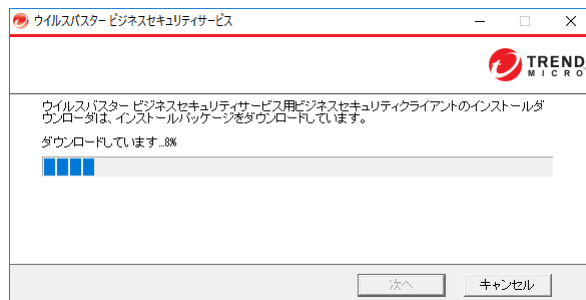 ウイルスバスター ビジネスセキュリティサービス
TREND
MICRO
ウイルスバスター ビジネスセキュリティサービス用ビジネスセキュリティクライアントのインストールダ
ウンローダは、インストールパッケージをダウンロードしています。
ダウンロードしています...8%
次へ
キャンセル